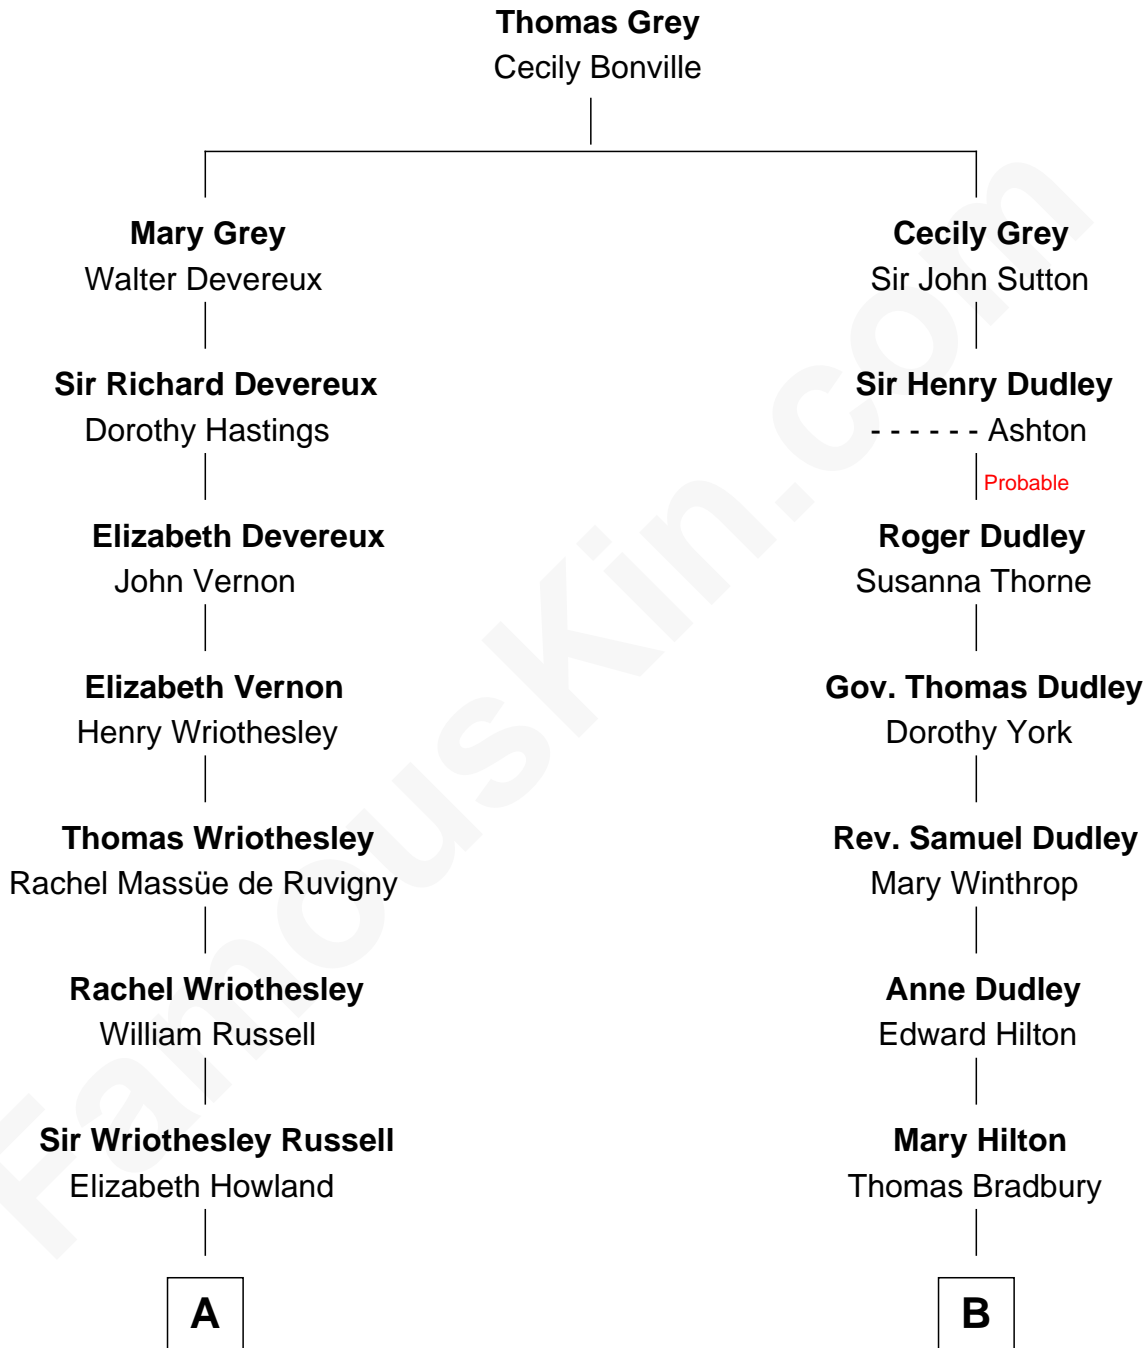 Thomas Grey
Cecily Bonville
Mary Grey
Walter Devereux
Cecily Grey
Sir John Sutton
Sir Richard Devereux
Dorothy Hastings
Sir Henry Dudley
- - - - - - Ashton
Probable
Elizabeth Devereux
John Vernon
Roger Dudley
Susanna Thorne
Elizabeth Vernon
Henry Wriothesley
Gov. Thomas Dudley
Dorothy York
Thomas Wriothesley
Rachel Massüe de Ruvigny
Rev. Samuel Dudley
Mary Winthrop
Rachel Wriothesley
William Russell
Anne Dudley
Edward Hilton
Sir Wriothesley Russell
Elizabeth Howland
Mary Hilton
Thomas Bradbury
A
B
FamousKin.com